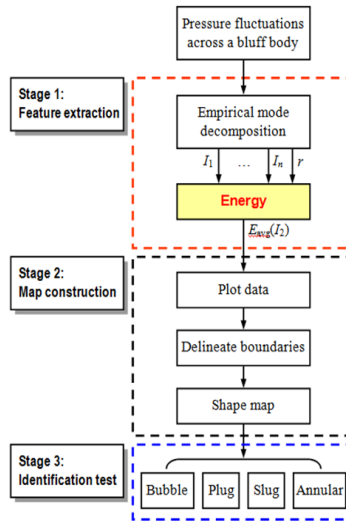 Pressure fluctuations
across a bluff body
Stage 1:
Feature extraction
Empirical mode
decomposition
I1 ... In r
Energy
Eavg(I2)
Stage 2:
Map construction
Plot data
Delineate boundaries
Shape map
Stage 3:
Identification test
Bubble Plug Slug Annular